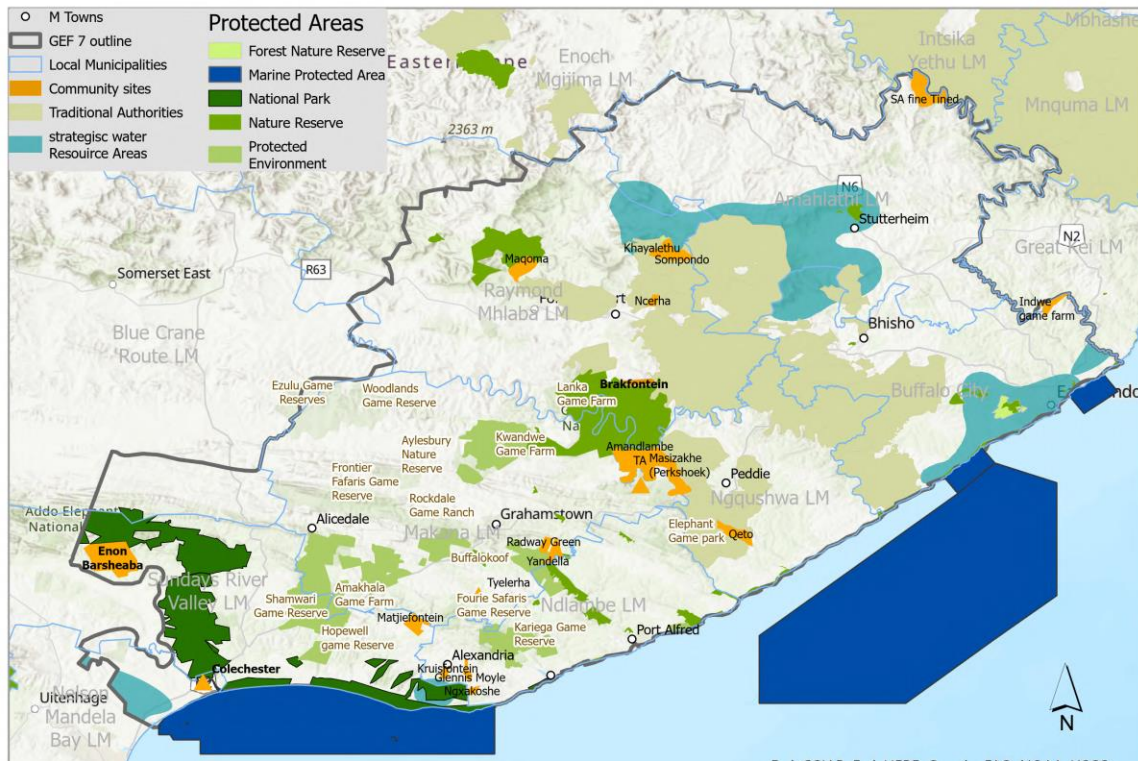 M Towns
GEF 7 outline
Local Municipalities
Community sites
Traditional Authorities
strategisc water
Resouirce Areas
Protected Areas
Forest Nature Reserve
Marine Protected Area
National Park
Nature Reserve
Protected
Environment
Eastern
Enoch
Mgijima LM
2363 m
Intsika
Yethu LM
Mbhashe
SA fine Tined
Mnquma LM
N6
Amahlathi LM
Stutterheim
N2
Great Kei LM
Somerset East
R63
Maqoma
Khayalethu
Sompondo
Raymond
Mhlaba LM
Ncerha
Indwe
game farm
Bhisho
Blue Crane
Route LM
Ezulu Game
Reserves
Woodlands
Game Reserve
Lanka
Game Farm
Brakfontein
Buffalo City
Aylesbury
Nature
Reserve
Kwandwe
Game Farm
Amandlambe
TA
Masizakhe
(Perkshoek)
Frontier
Fafaris Game
Reserve
Peddie
Ngqushwa LM
Rockdale
Game Ranch
Addo Elephant
National
Alicedale
Grahamstown
Makana LM
Elephant
Game park
Qeto
Enon
Barsheaba
Radway Green
Buffalokoof
Yandella
Sundays River
Valley LM
Amakhala
Game Farm
Tyelerha
Shamwari
Game Reserve
Fourie Safaris
Game Reserve
Ndlambe LM
Matjiefontein
Hopewell
game Reserve
Kariega Game
Reserve
Port Alfred
Colechester
Alexandria
Kruisfontein
Glennis Moyle
Ngxakoshe
Uitenhage
Nelson
Mandela
Bay LM
N